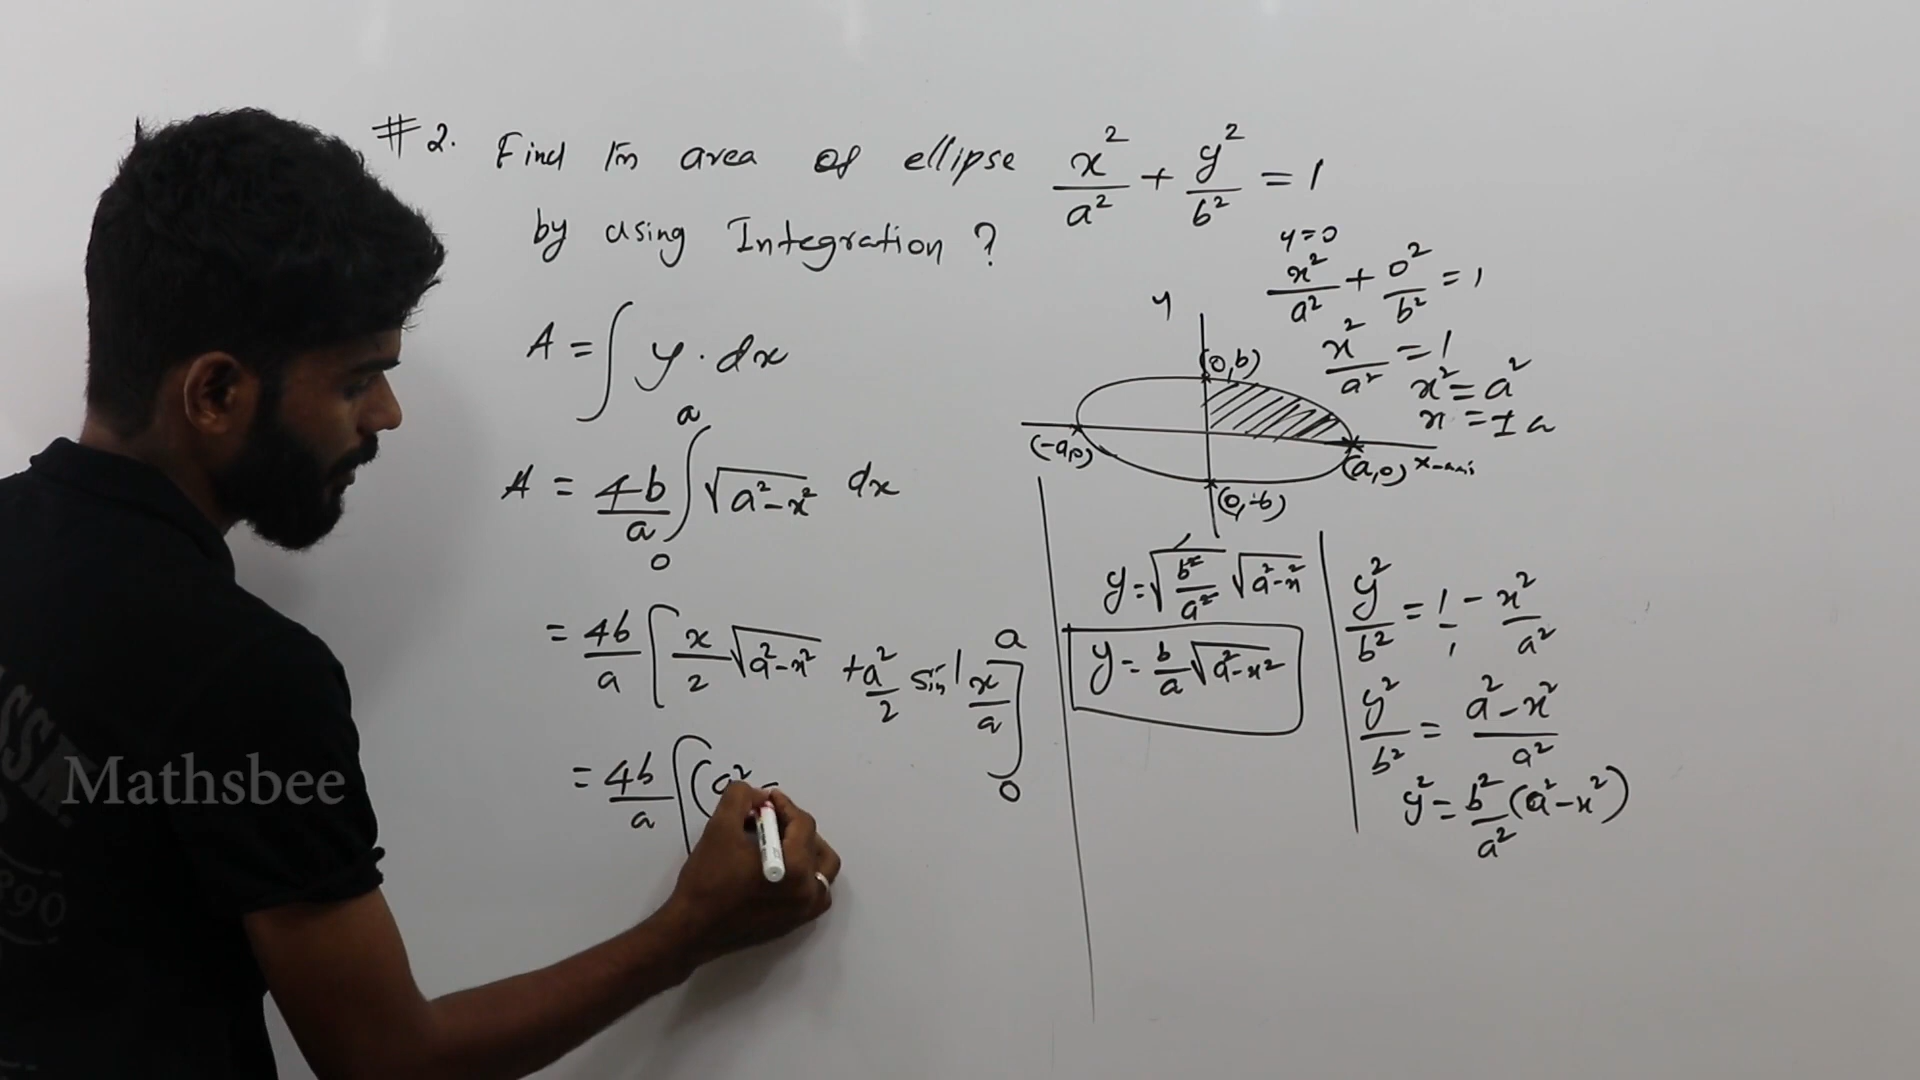 #2. Find the area of ellipse x²/a² + y²/b² = 1
by using Integration ?
A = ∫ y · dx
A = 4b/a ∫₀ᵃ √(a²-x²) dx
= 4b/a [ x/2 √(a²-x²) + a²/2 sin⁻¹ x/a ]₀ᵃ
= 4b/a [ (a²
y=0
x²/a² + 0²/b² = 1
x²/a² = 1
x² = a²
x = ±a
y
(0,b)
(-a,0)
(a,0) x-axis
(0,-b)
y = √(b²/a²) √(a²-x²)
y = b/a √(a²-x²)
y²/b² = 1/1 - x²/a²
y²/b² = (a²-x²)/a²
y² = b²/a² (a²-x²)
Mathsbee
890